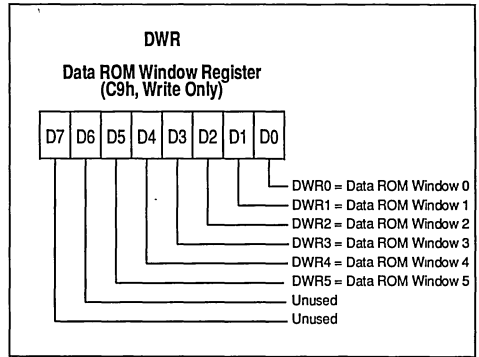 DWR
Data ROM Window Register
(C9h, Write Only)
D7 D6 D5 D4 D3 D2 D1 D0
DWR0 = Data ROM Window 0
DWR1 = Data ROM Window 1
DWR2 = Data ROM Window 2
DWR3 = Data ROM Window 3
DWR4 = Data ROM Window 4
DWR5 = Data ROM Window 5
Unused
Unused